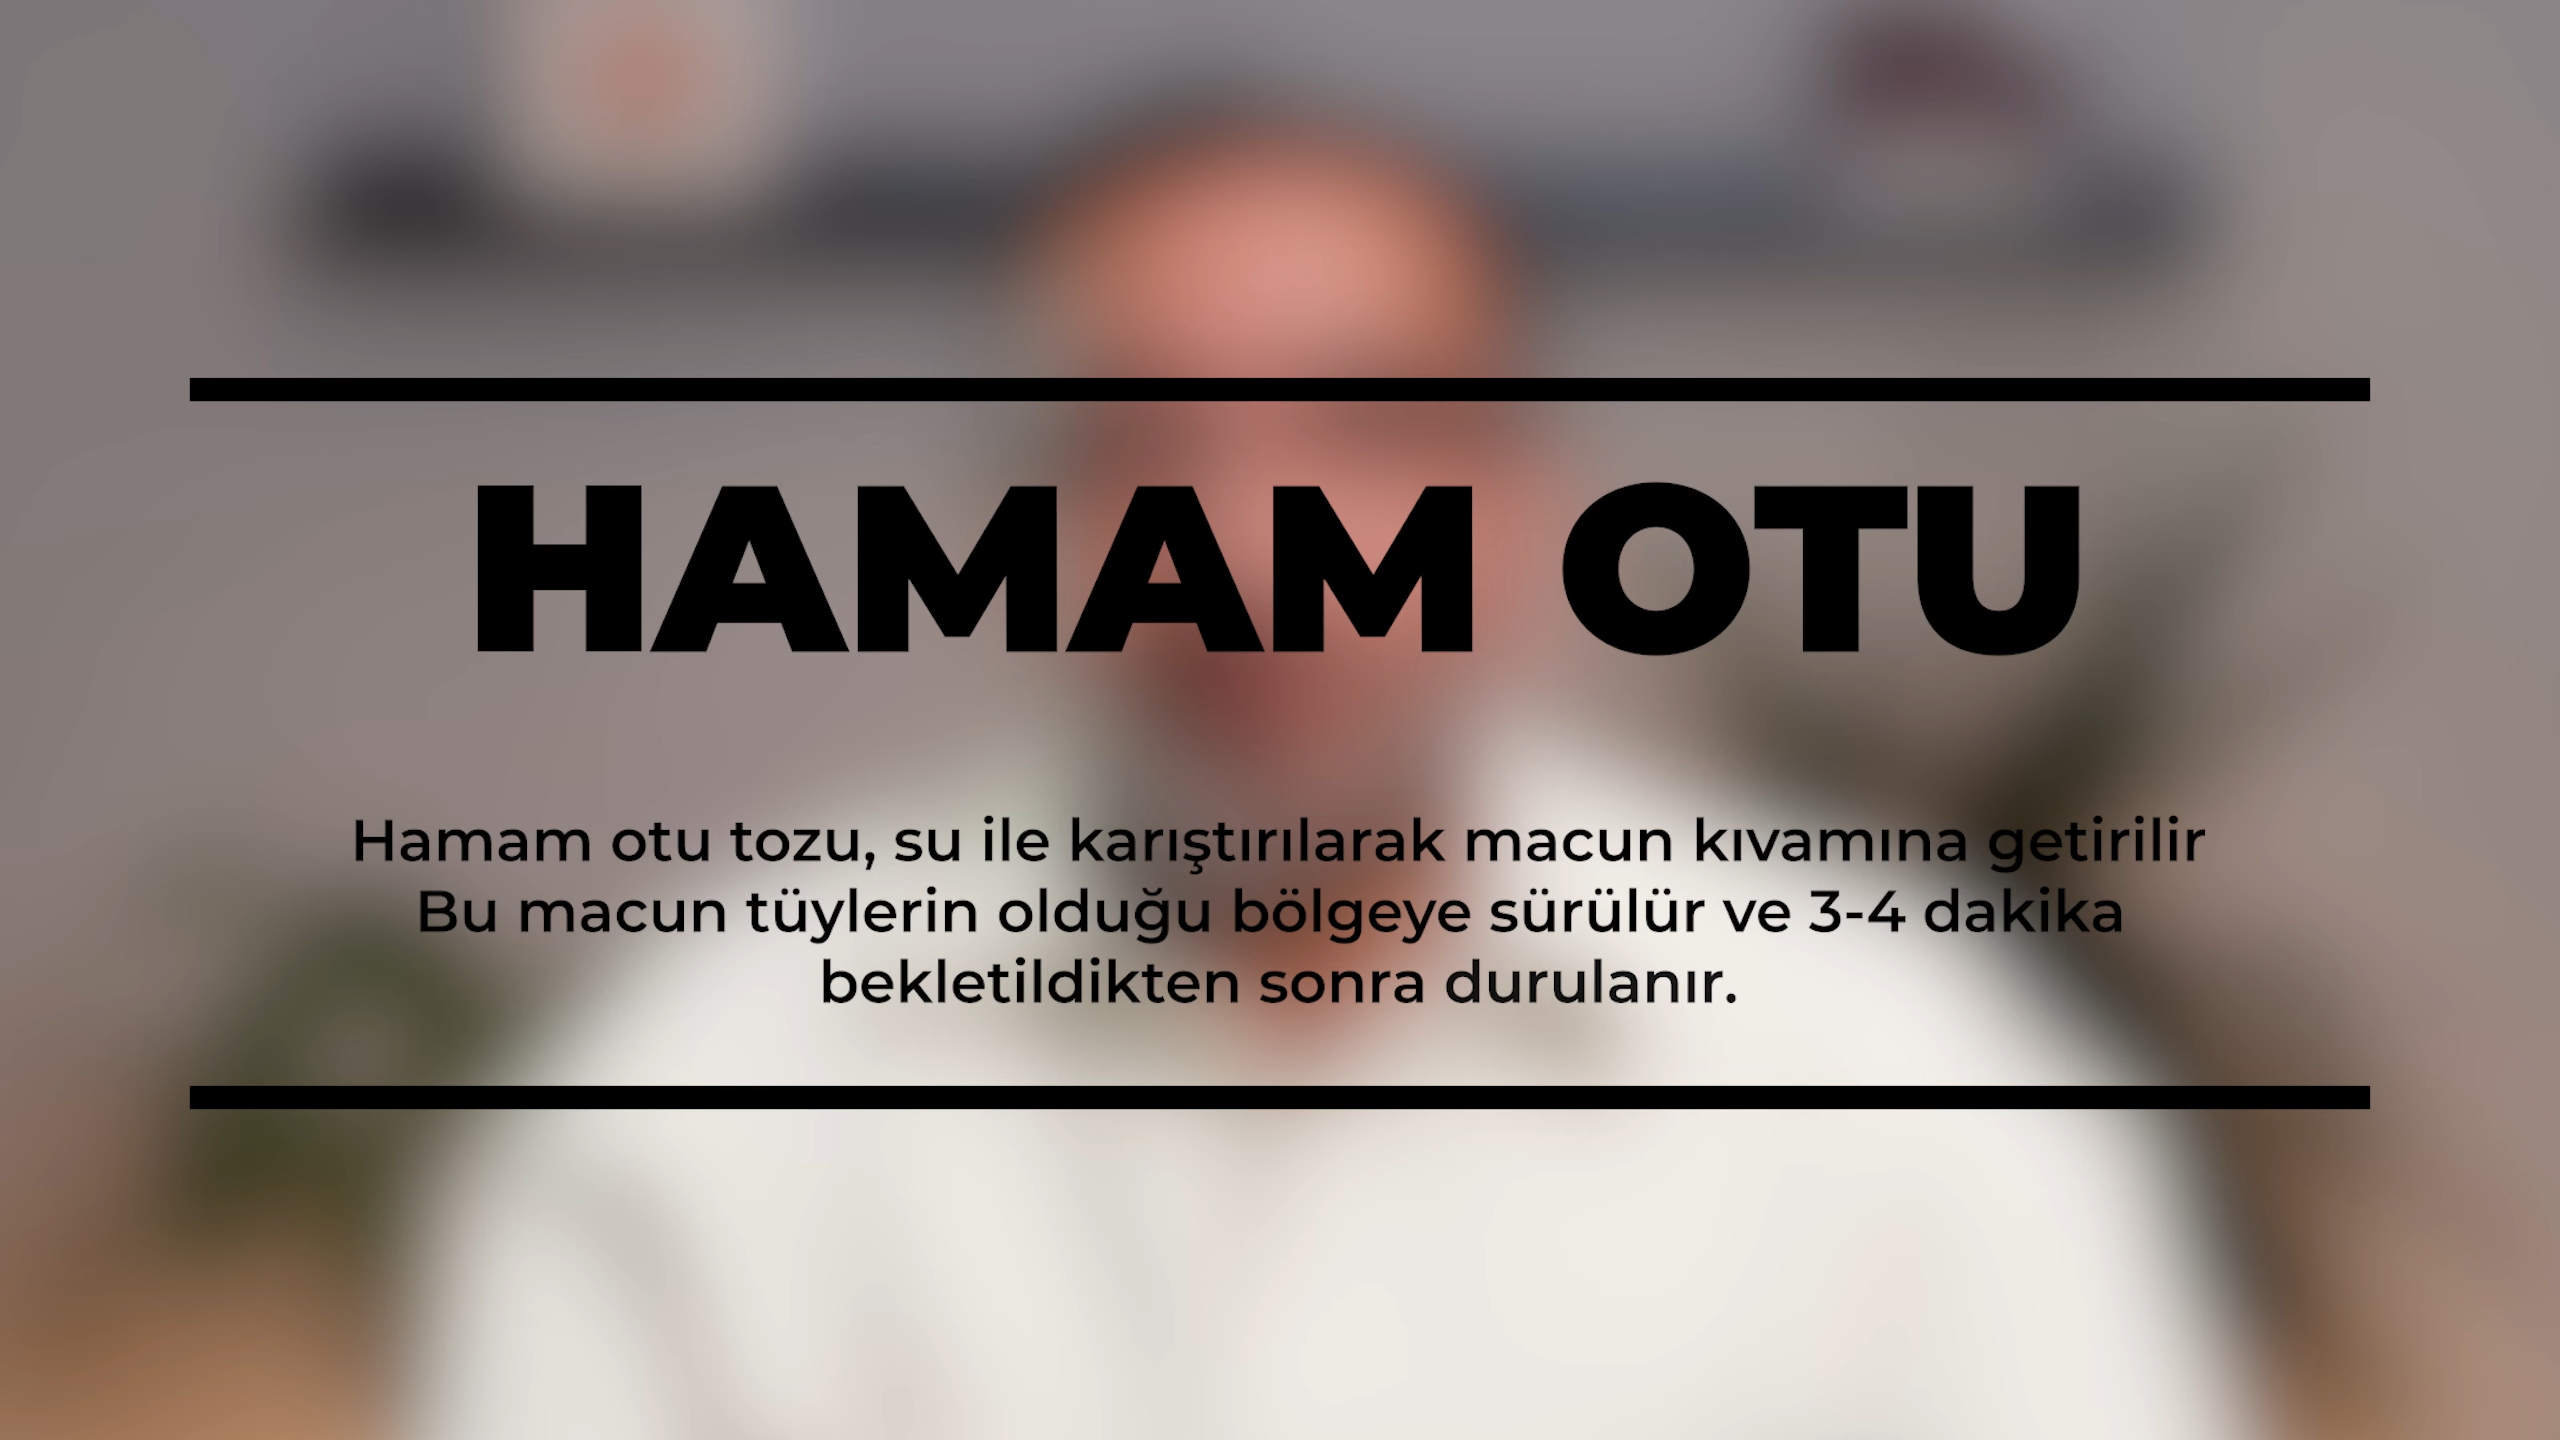 HAMAM OTU
Hamam otu tozu, su ile karıştırılarak macun kıvamına getirilir
Bu macun tüylerin olduğu bölgeye sürülür ve 3-4 dakika
bekletildikten sonra durulanır.